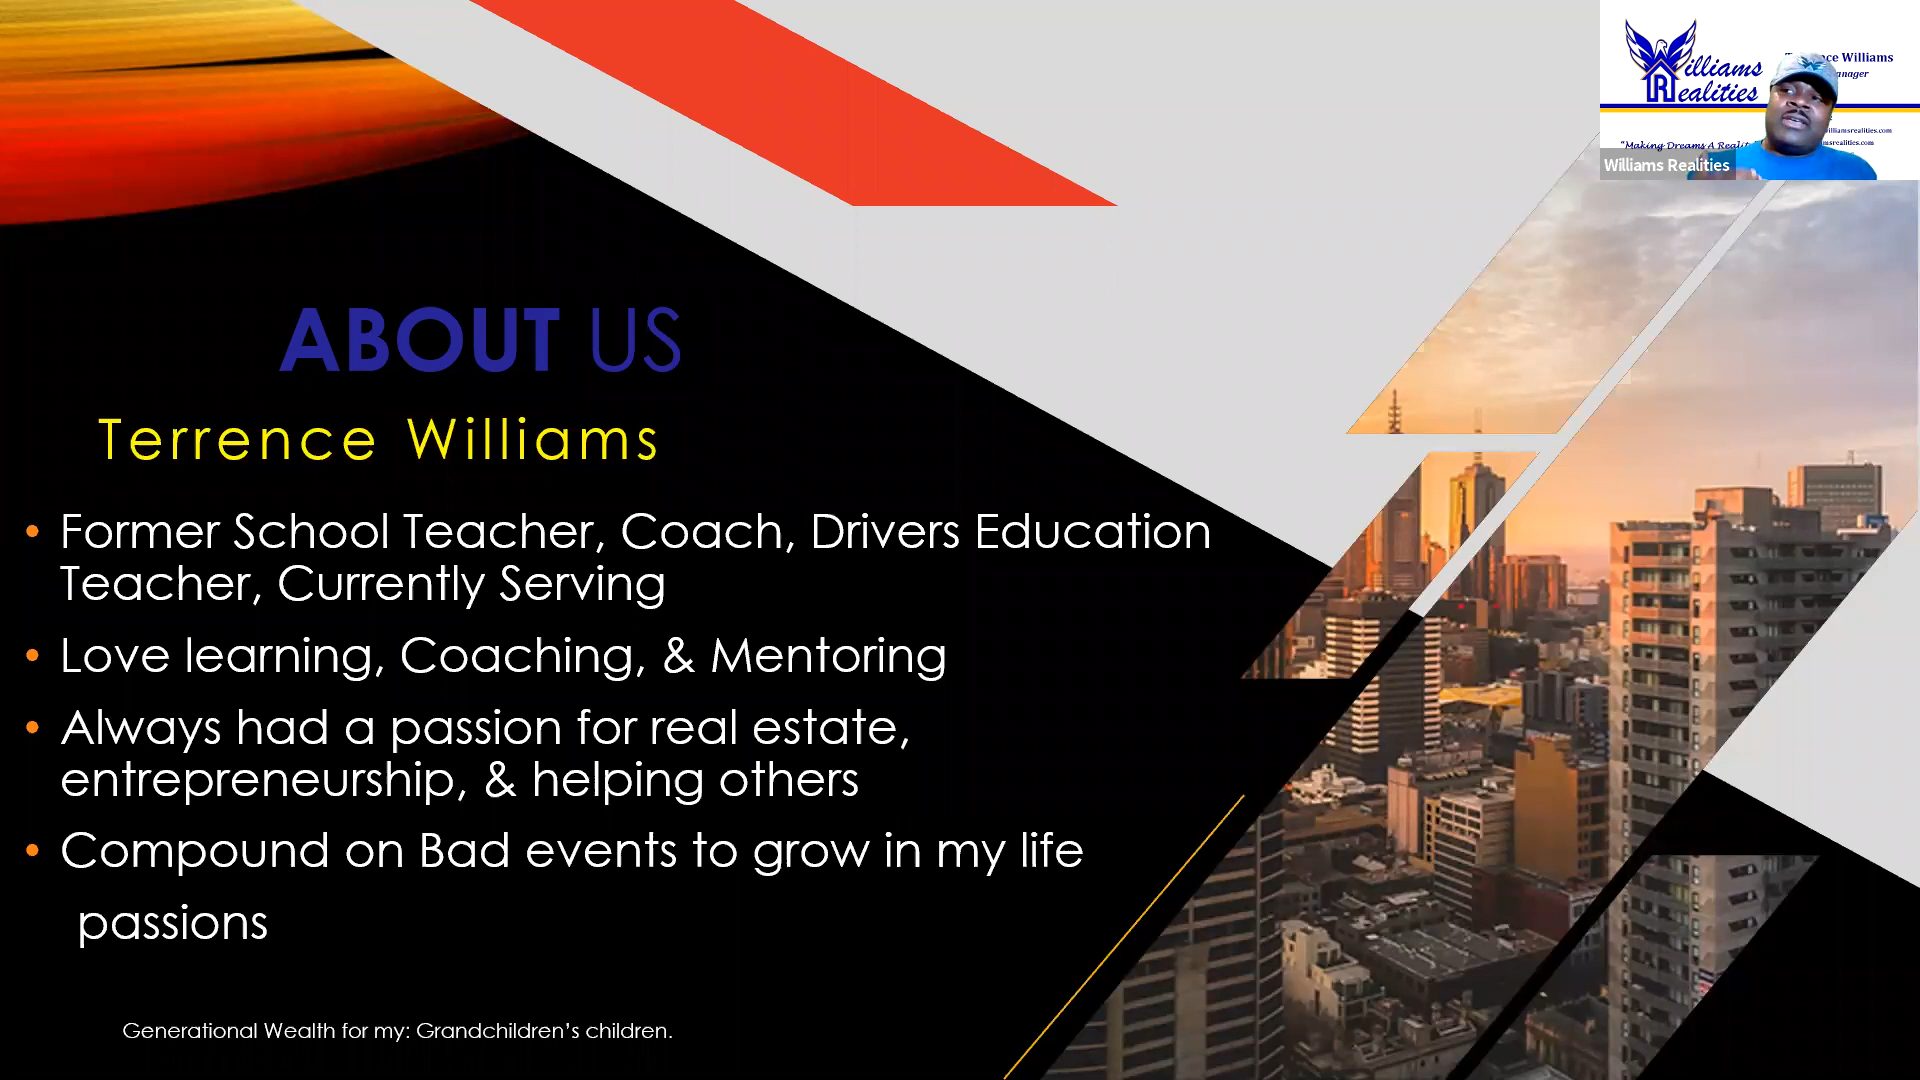 ABOUT US
Terrence Williams
• Former School Teacher, Coach, Drivers Education
Teacher, Currently Serving
• Love learning, Coaching, & Mentoring
• Always had a passion for real estate,
entrepreneurship, & helping others
• Compound on Bad events to grow in my life
passions
Generational Wealth for my: Grandchildren’s children.
Williams
Realities
Williams
"Making Dreams A
Williams Realities